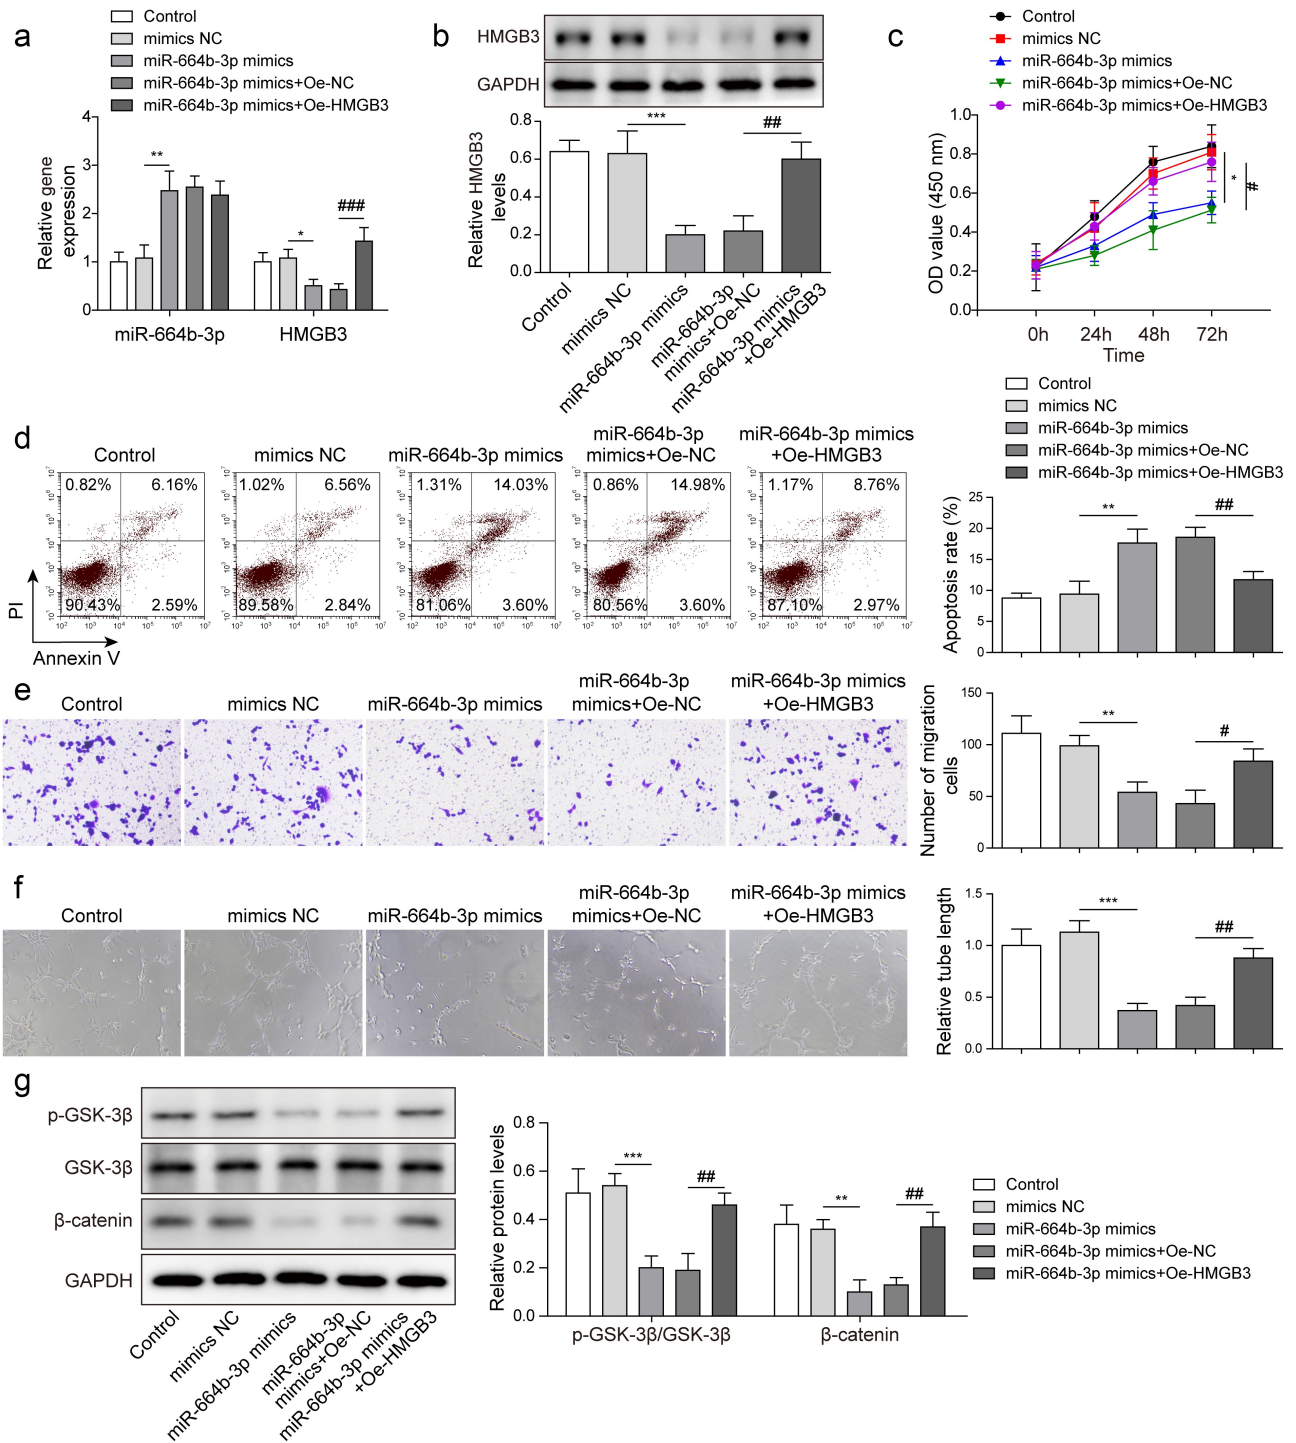 a
Control
mimics NC
miR-664b-3p mimics
miR-664b-3p mimics+Oe-NC
miR-664b-3p mimics+Oe-HMGB3
Relative gene
expression
4
3
2
1
0
**
*
###
miR-664b-3p
HMGB3
b
HMGB3
GAPDH
Relative HMGB3
levels
0.8
0.6
0.4
0.2
0.0
***
##
Control
mimics NC
miR-664b-3p mimics
miR-664b-3p
mimics+Oe-NC
miR-664b-3p mimics
+Oe-HMGB3
c
Control
mimics NC
miR-664b-3p mimics
miR-664b-3p mimics+Oe-NC
miR-664b-3p mimics+Oe-HMGB3
OD value (450 nm)
1.0
0.8
0.6
0.4
0.2
0.0
*
#
0h 24h 48h 72h
Time
d
Control
0.82% 6.16%
90.43% 2.59%
mimics NC
1.02% 6.56%
89.58% 2.84%
miR-664b-3p mimics
1.31% 14.03%
81.06% 3.60%
miR-664b-3p
mimics+Oe-NC
0.86% 14.98%
80.56% 3.60%
miR-664b-3p mimics
+Oe-HMGB3
1.17% 8.76%
87.10% 2.97%
PI
Annexin V
Control
mimics NC
miR-664b-3p mimics
miR-664b-3p mimics+Oe-NC
miR-664b-3p mimics+Oe-HMGB3
Apoptosis rate (%)
25
20
15
10
5
0
**
##
e
Control
mimics NC
miR-664b-3p mimics
miR-664b-3p
mimics+Oe-NC
miR-664b-3p mimics
+Oe-HMGB3
Number of migration
cells
150
100
50
0
**
#
f
Control
mimics NC
miR-664b-3p mimics
miR-664b-3p
mimics+Oe-NC
miR-664b-3p mimics
+Oe-HMGB3
Relative tube length
1.5
1.0
0.5
0.0
***
##
g
p-GSK-3β
GSK-3β
β-catenin
GAPDH
Control
mimics NC
miR-664b-3p mimics
miR-664b-3p
mimics+Oe-NC
miR-664b-3p mimics
+Oe-HMGB3
Relative protein levels
0.8
0.6
0.4
0.2
0.0
***
##
**
##
p-GSK-3β/GSK-3β
β-catenin
Control
mimics NC
miR-664b-3p mimics
miR-664b-3p mimics+Oe-NC
miR-664b-3p mimics+Oe-HMGB3